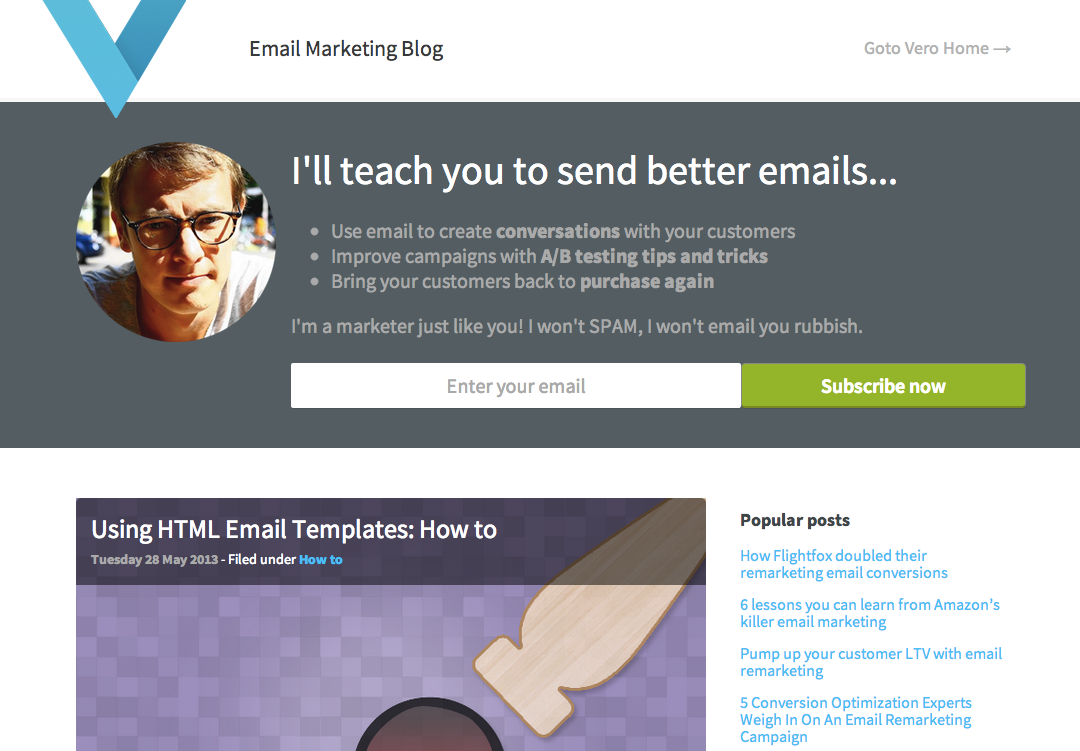 Email Marketing Blog
Goto Vero Home →
I'll teach you to send better emails...
• Use email to create conversations with your customers
• Improve campaigns with A/B testing tips and tricks
• Bring your customers back to purchase again
I'm a marketer just like you! I won't SPAM, I won't email you rubbish.
Enter your email
Subscribe now
Using HTML Email Templates: How to
Tuesday 28 May 2013 - Filed under How to
Popular posts
How Flightfox doubled their
remarketing email conversions
6 lessons you can learn from Amazon's
killer email marketing
Pump up your customer LTV with email
remarketing
5 Conversion Optimization Experts
Weigh In On An Email Remarketing
Campaign